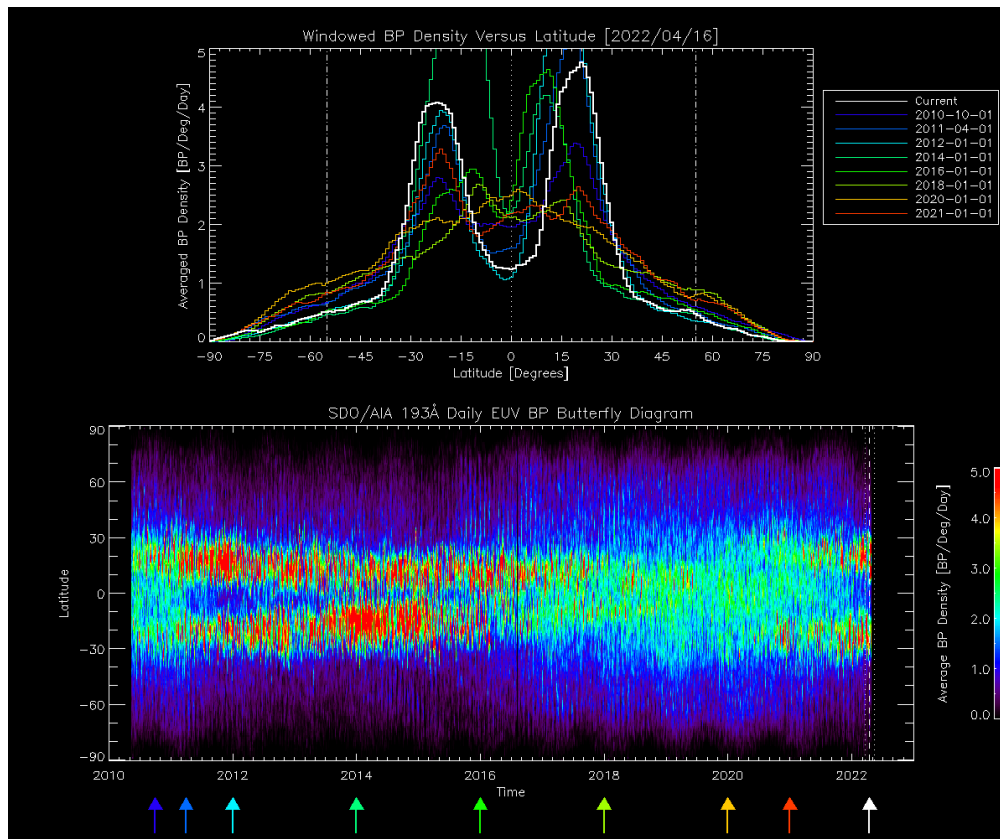 Windowed BP Density Versus Latitude [2022/04/16]
5
4
3
2
1
0
Averaged BP Density [BP/Deg/Day]
−90 −75 −60 −45 −30 −15 0 15 30 45 60 75 90
Latitude [Degrees]
Current
2010−10−01
2011−04−01
2012−01−01
2014−01−01
2016−01−01
2018−01−01
2020−01−01
2021−01−01
SDO/AIA 193Å Daily EUV BP Butterfly Diagram
90
60
30
0
−30
−60
−90
Latitude
2010 2012 2014 2016 2018 2020 2022
Time
5.0
4.0
3.0
2.0
1.0
0.0
Average BP Density [BP/Deg/Day]